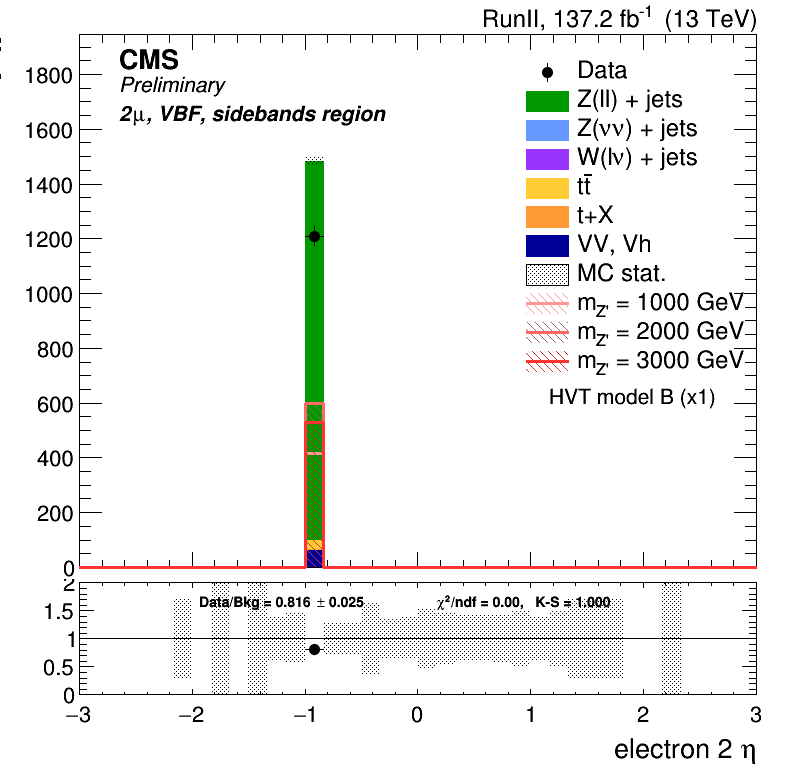 RunII, 137.2 fb⁻¹ (13 TeV)
CMS
Preliminary
2μ, VBF, sidebands region
Data
Z(ll) + jets
Z(νν) + jets
W(lν) + jets
tt̄
t+X
VV, Vh
MC stat.
m_Z' = 1000 GeV
m_Z' = 2000 GeV
m_Z' = 3000 GeV
HVT model B (x1)
1800
1600
1400
1200
1000
800
600
400
200
0
Data/Bkg = 0.816 ± 0.025
χ²/ndf = 0.00, K-S = 1.000
2
1.5
1
0.5
0
−3 −2 −1 0 1 2 3
electron 2 η